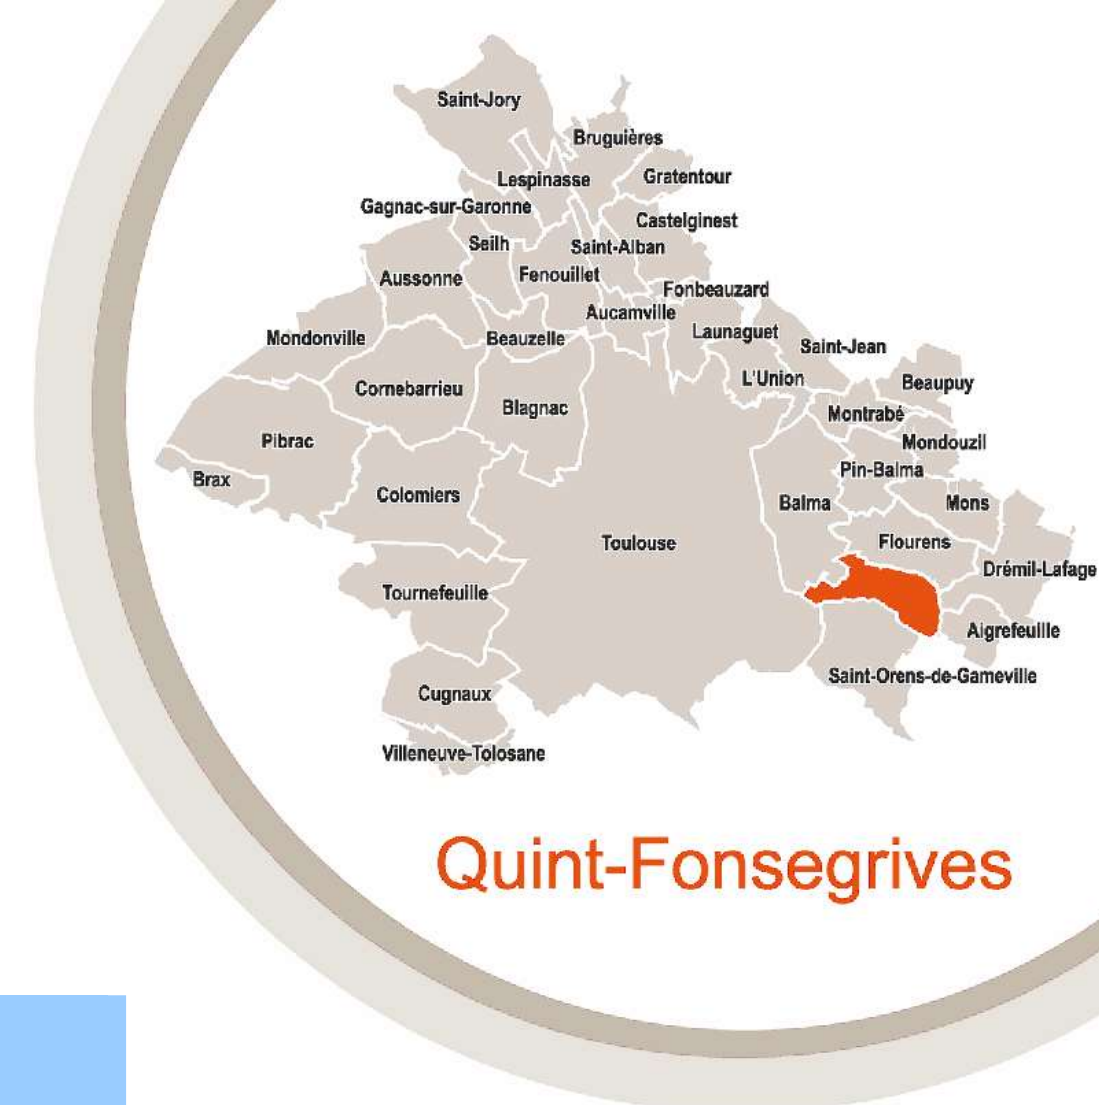 Saint-Jory
Bruguières
Lespinasse
Gratentour
Gagnac-sur-Garonne
Castelginest
Seilh
Saint-Alban
Aussonne
Fenouillet
Fonbeauzard
Aucamville
Launaguet
Mondonville
Beauzelle
Saint-Jean
L'Union
Beaupuy
Cornebarrieu
Blagnac
Montrabé
Pibrac
Mondouzil
Pin-Balma
Brax
Colomiers
Balma
Mons
Toulouse
Flourens
Drémil-Lafage
Tournefeuille
Aigrefeuille
Saint-Orens-de-Gameville
Cugnaux
Villeneuve-Tolosane
Quint-Fonsegrives